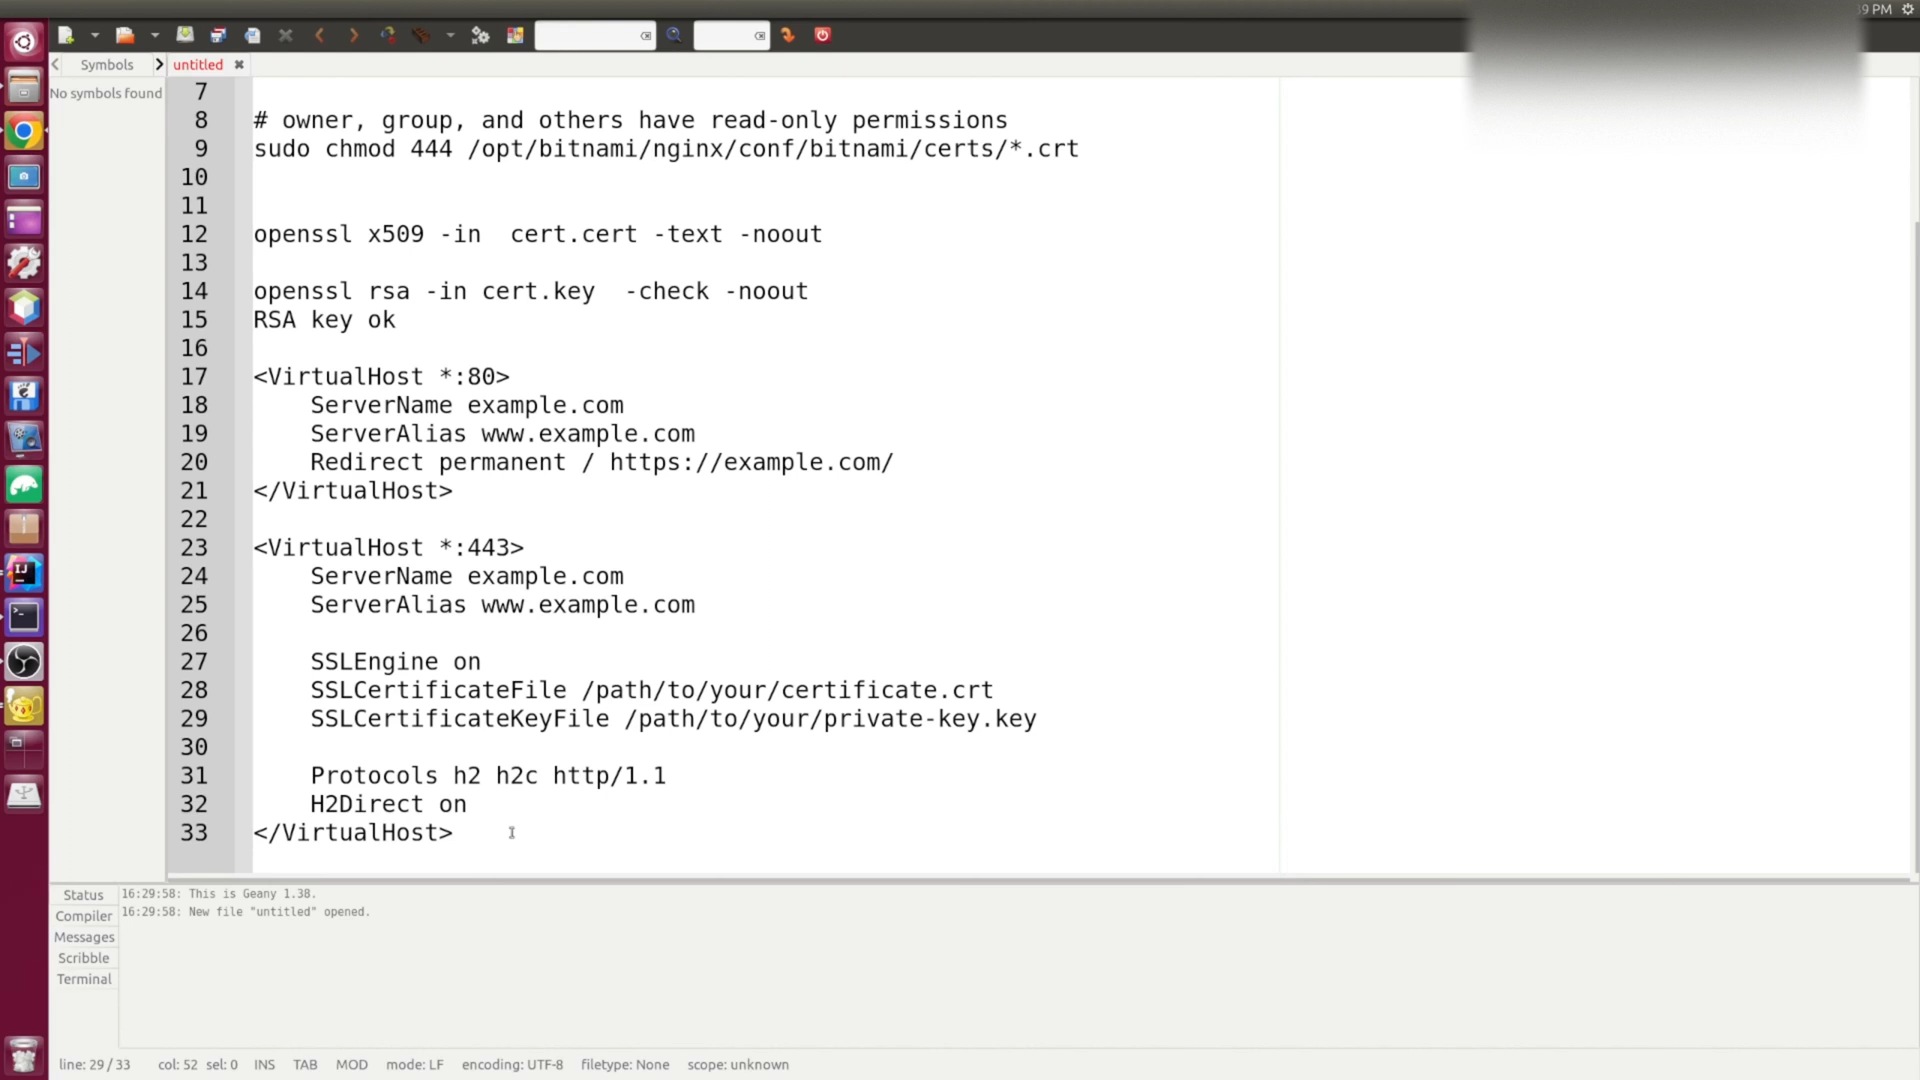 9 PM
Symbols
untitled
No symbols found
7
8 # owner, group, and others have read-only permissions
9 sudo chmod 444 /opt/bitnami/nginx/conf/bitnami/certs/*.crt
10
11
12 openssl x509 -in  cert.cert -text -noout
13
14 openssl rsa -in cert.key  -check -noout
15 RSA key ok
16
17 <VirtualHost *:80>
18     ServerName example.com
19     ServerAlias www.example.com
20     Redirect permanent / https://example.com/
21 </VirtualHost>
22
23 <VirtualHost *:443>
24     ServerName example.com
25     ServerAlias www.example.com
26
27     SSLEngine on
28     SSLCertificateFile /path/to/your/certificate.crt
29     SSLCertificateKeyFile /path/to/your/private-key.key
30
31     Protocols h2 h2c http/1.1
32     H2Direct on
33 </VirtualHost>
Status
16:29:58: This is Geany 1.38.
Compiler
16:29:58: New file "untitled" opened.
Messages
Scribble
Terminal
line: 29 / 33 col: 52 sel: 0 INS TAB MOD mode: LF encoding: UTF-8 filetype: None scope: unknown